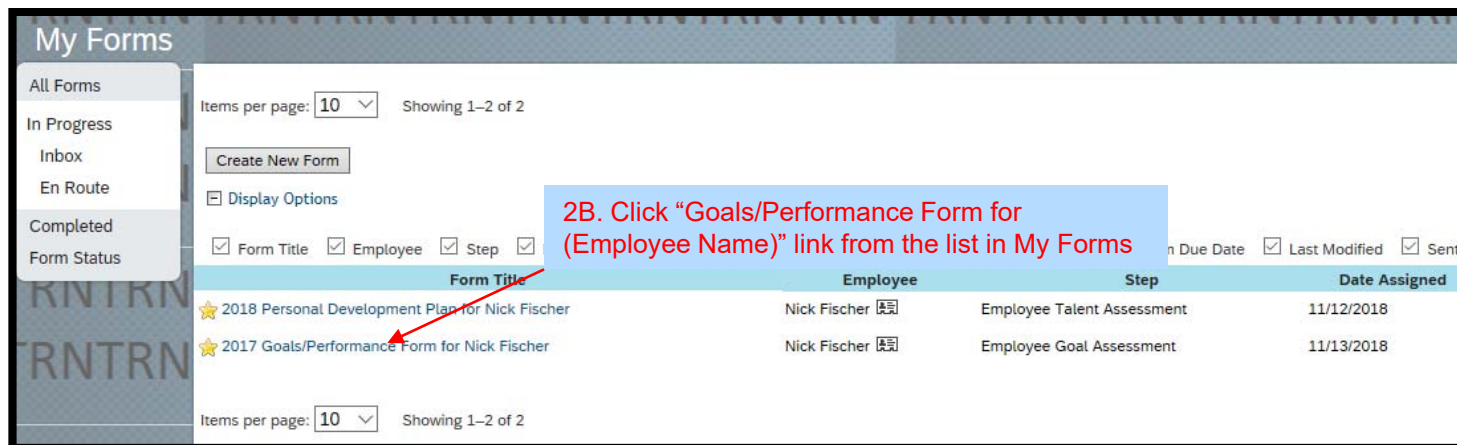 My Forms
All Forms
In Progress
Inbox
En Route
Completed
Form Status
Items per page: 10 Showing 1–2 of 2
Create New Form
Display Options
2B. Click “Goals/Performance Form for
(Employee Name)” link from the list in My Forms
Form Title Employee Step Due Date Last Modified Sent
Form Title Employee Step Date Assigned
2018 Personal Development Plan for Nick Fischer Nick Fischer Employee Talent Assessment 11/12/2018
2017 Goals/Performance Form for Nick Fischer Nick Fischer Employee Goal Assessment 11/13/2018
Items per page: 10 Showing 1–2 of 2